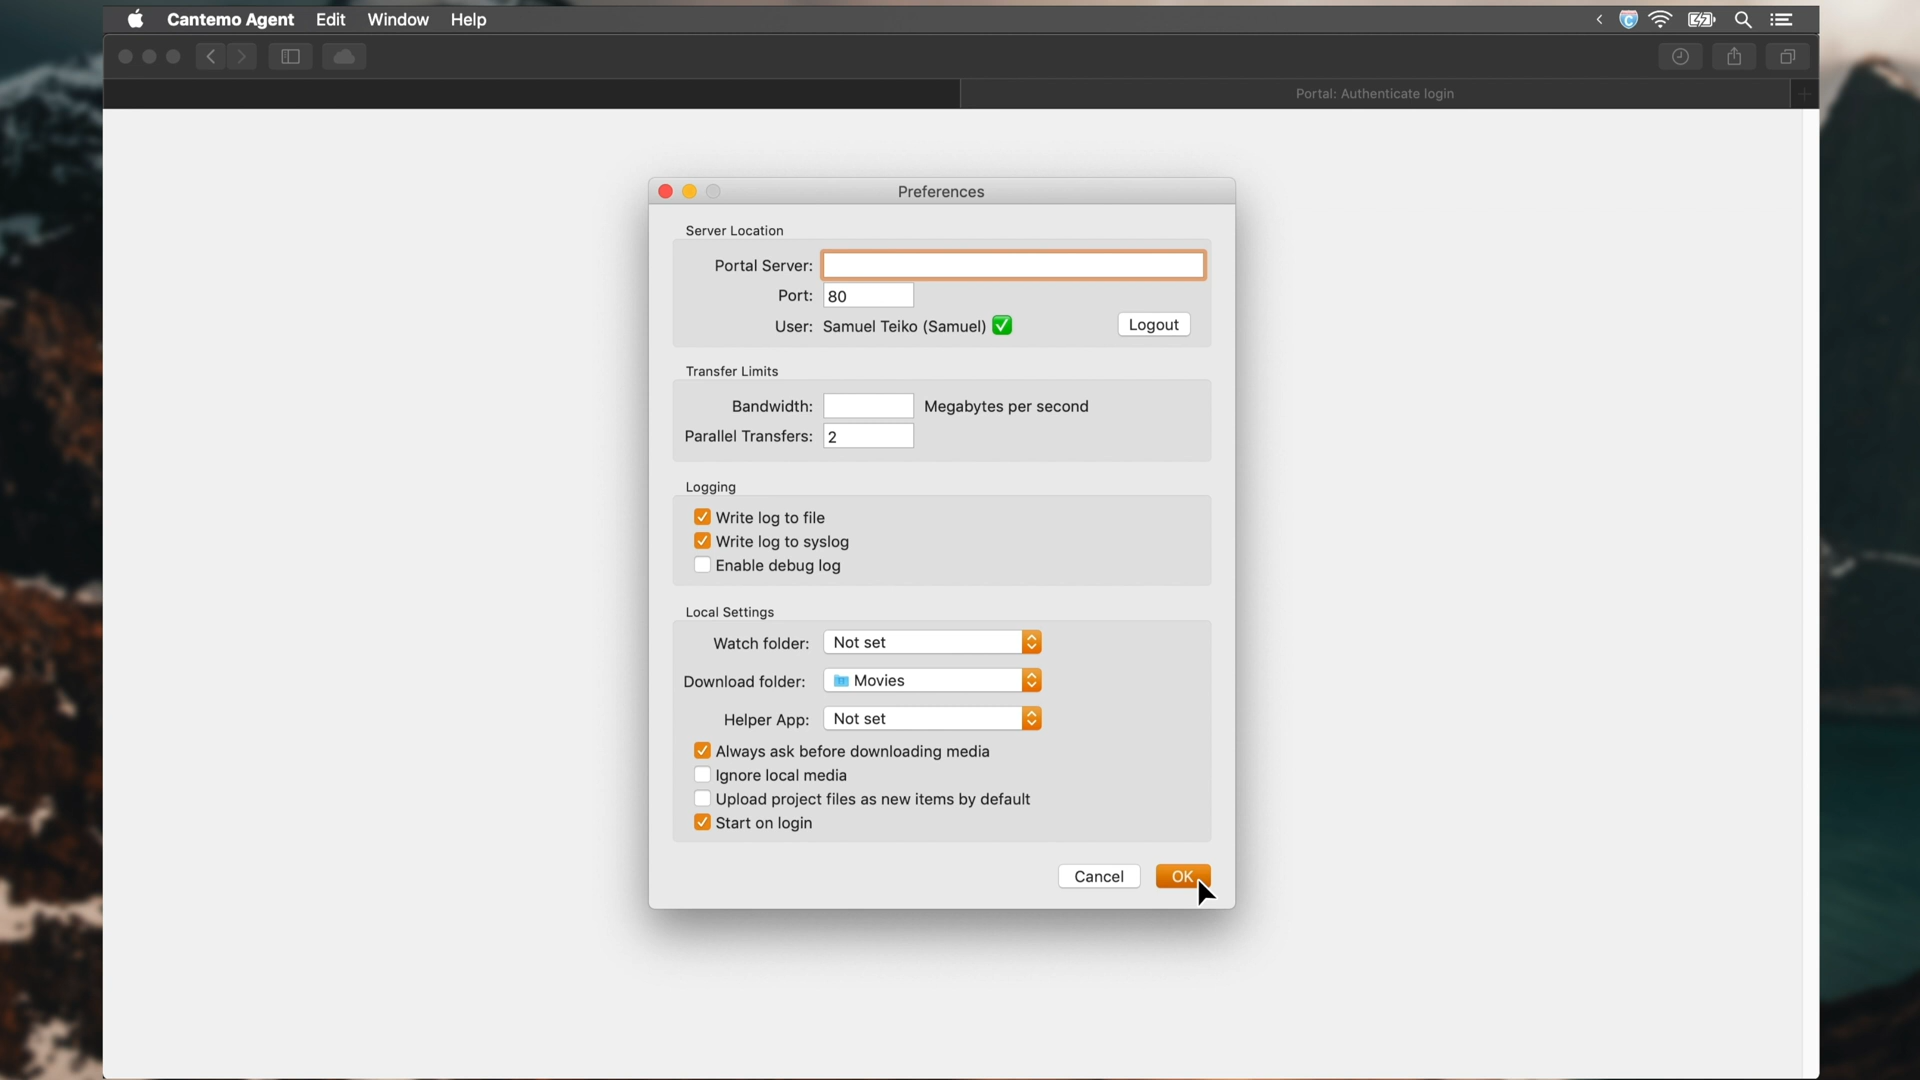 Cantemo Agent Edit Window Help
Portal: Authenticate login
Preferences
Server Location
Portal Server:
Port: 80
User: Samuel Teiko (Samuel) ✅ Logout
Transfer Limits
Bandwidth: Megabytes per second
Parallel Transfers: 2
Logging
Write log to file
Write log to syslog
Enable debug log
Local Settings
Watch folder: Not set
Download folder: Movies
Helper App: Not set
Always ask before downloading media
Ignore local media
Upload project files as new items by default
Start on login
Cancel OK